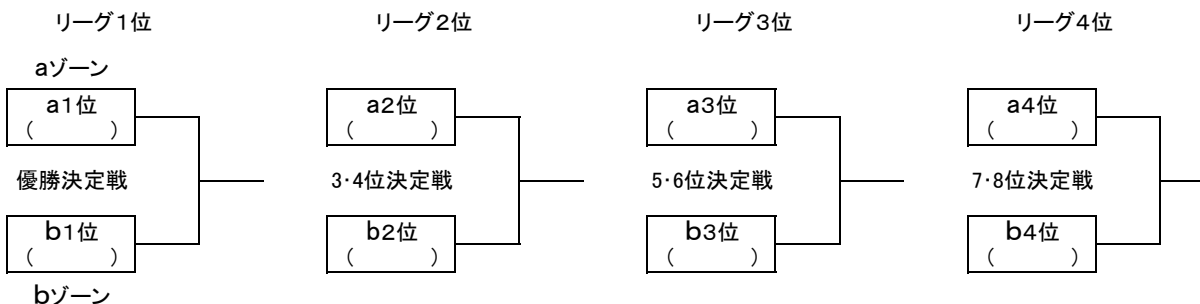 リーグ1位 リーグ2位 リーグ3位 リーグ4位
aゾーン
a1位 a2位 a3位 a4位
(　　　) (　　　) (　　　) (　　　)
優勝決定戦 3・4位決定戦 5・6位決定戦 7・8位決定戦
b1位 b2位 b3位 b4位
(　　　) (　　　) (　　　) (　　　)
bゾーン